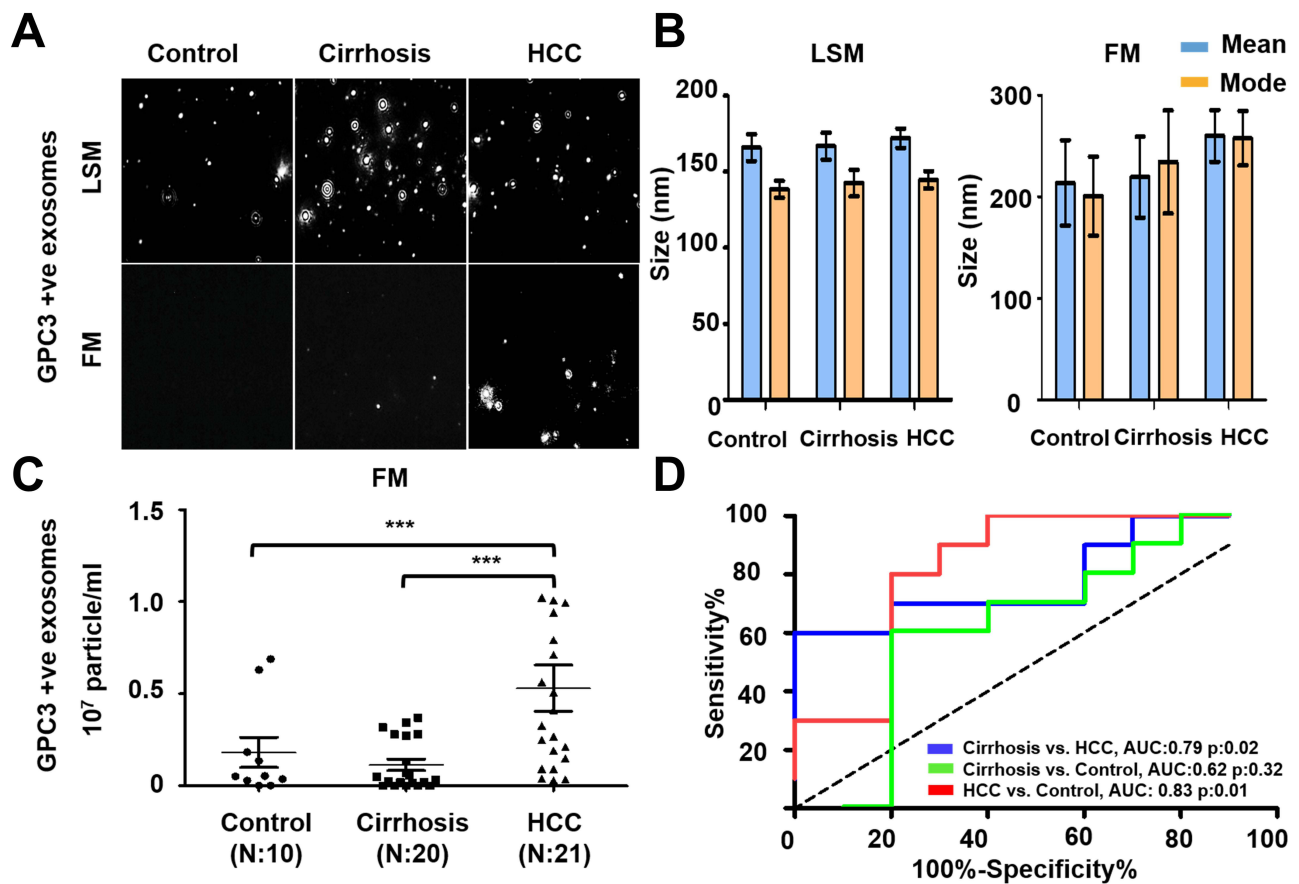 A
Control
Cirrhosis
HCC
GPC3 +ve exosomes
LSM
FM
B
LSM
FM
Mean
Mode
Size (nm)
200
150
100
50
0
Control
Cirrhosis
HCC
Size (nm)
300
200
100
0
Control
Cirrhosis
HCC
C
FM
GPC3 +ve exosomes
10⁷ particle/ml
1.5
1.0
0.5
0
***
***
Control
(N:10)
Cirrhosis
(N:20)
HCC
(N:21)
D
Sensitivity%
100
80
60
40
20
Cirrhosis vs. HCC, AUC:0.79 p:0.02
Cirrhosis vs. Control, AUC:0.62 p:0.32
HCC vs. Control, AUC: 0.83 p:0.01
0
20
40
60
80
100
100%-Specificity%